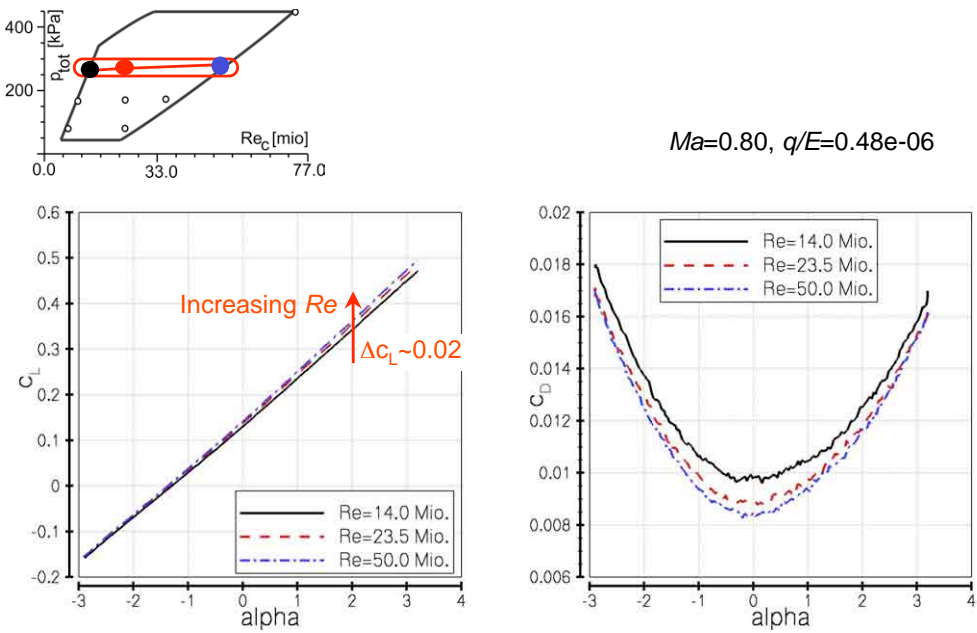 400
200
p_tot [kPa]
Re_c [mio]
0.0
33.0
77.0
Ma=0.80, q/E=0.48e-06
0.6
0.5
0.4
0.3
0.2
0.1
0
-0.1
-0.2
C_L
Increasing Re
Δc_L~0.02
Re=14.0 Mio.
Re=23.5 Mio.
Re=50.0 Mio.
-3
-2
-1
0
1
2
3
4
alpha
0.02
0.018
0.016
0.014
0.012
0.01
0.008
0.006
C_D
Re=14.0 Mio.
Re=23.5 Mio.
Re=50.0 Mio.
-3
-2
-1
0
1
2
3
4
alpha